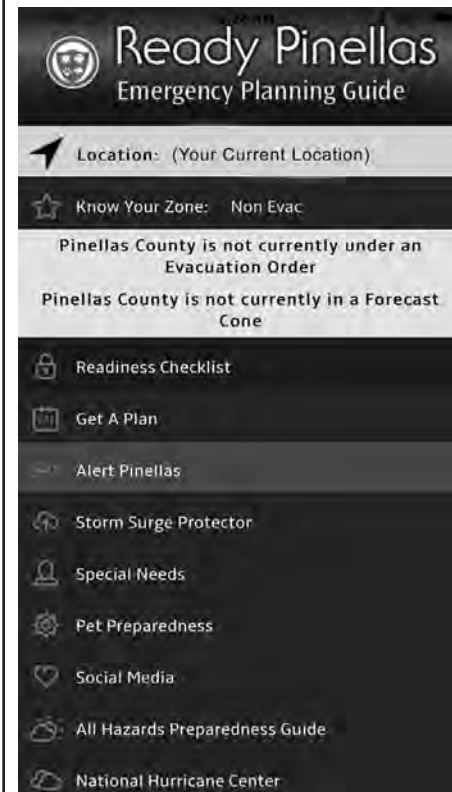 Ready Pinellas
Emergency Planning Guide
Location: (Your Current Location)
Know Your Zone: Non Evac
Pinellas County is not currently under an
Evacuation Order
Pinellas County is not currently in a Forecast
Cone
Readiness Checklist
Get A Plan
Alert Pinellas
Storm Surge Protector
Special Needs
Pet Preparedness
Social Media
All Hazards Preparedness Guide
National Hurricane Center